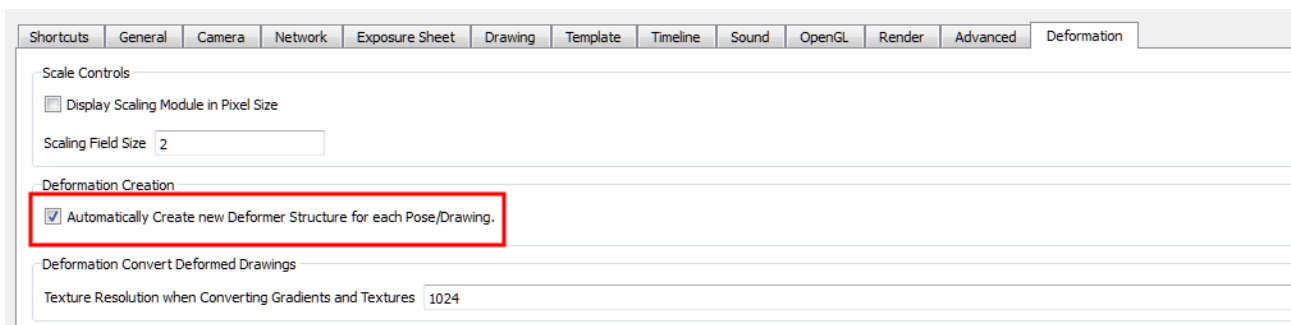 Shortcuts General Camera Network Exposure Sheet Drawing Template Timeline Sound OpenGL Render Advanced Deformation
Scale Controls
Display Scaling Module in Pixel Size
Scaling Field Size 2
Deformation Creation
Automatically Create new Deformer Structure for each Pose/Drawing.
Deformation Convert Deformed Drawings
Texture Resolution when Converting Gradients and Textures 1024